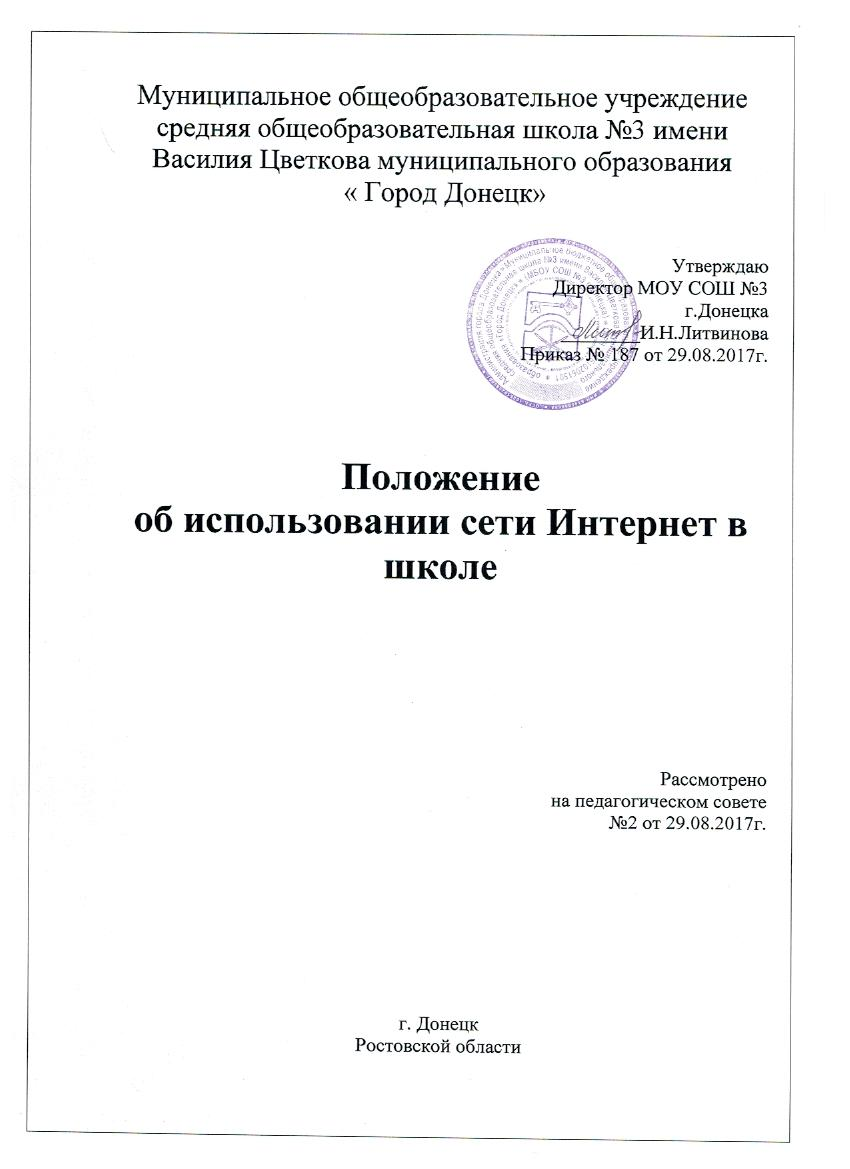 Муниципальное общеобразовательное учреждение
средняя общеобразовательная школа №3 имени
Василия Цветкова муниципального образования
« Город Донецк»
Утверждаю
Директор МОУ СОШ №3
г.Донецка
И.Н.Литвинова
Приказ № 187 от 29.08.2017г.
Положение
об использовании сети Интернет в
школе
Рассмотрено
на педагогическом совете
№2 от 29.08.2017г.
г. Донецк
Ростовской области